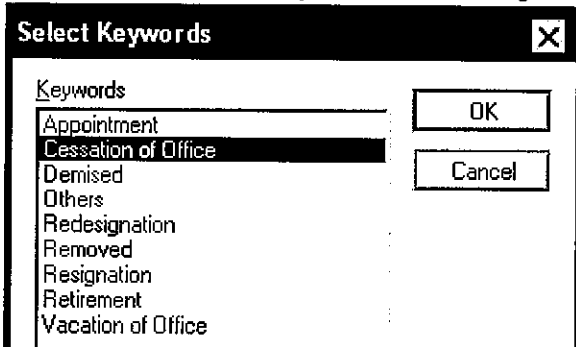 Select Keywords
Keywords
OK
Appointment
Cessation of Office
Cancel
Demised
Others
Redesignation
Removed
Resignation
Retirement
Vacation of Office